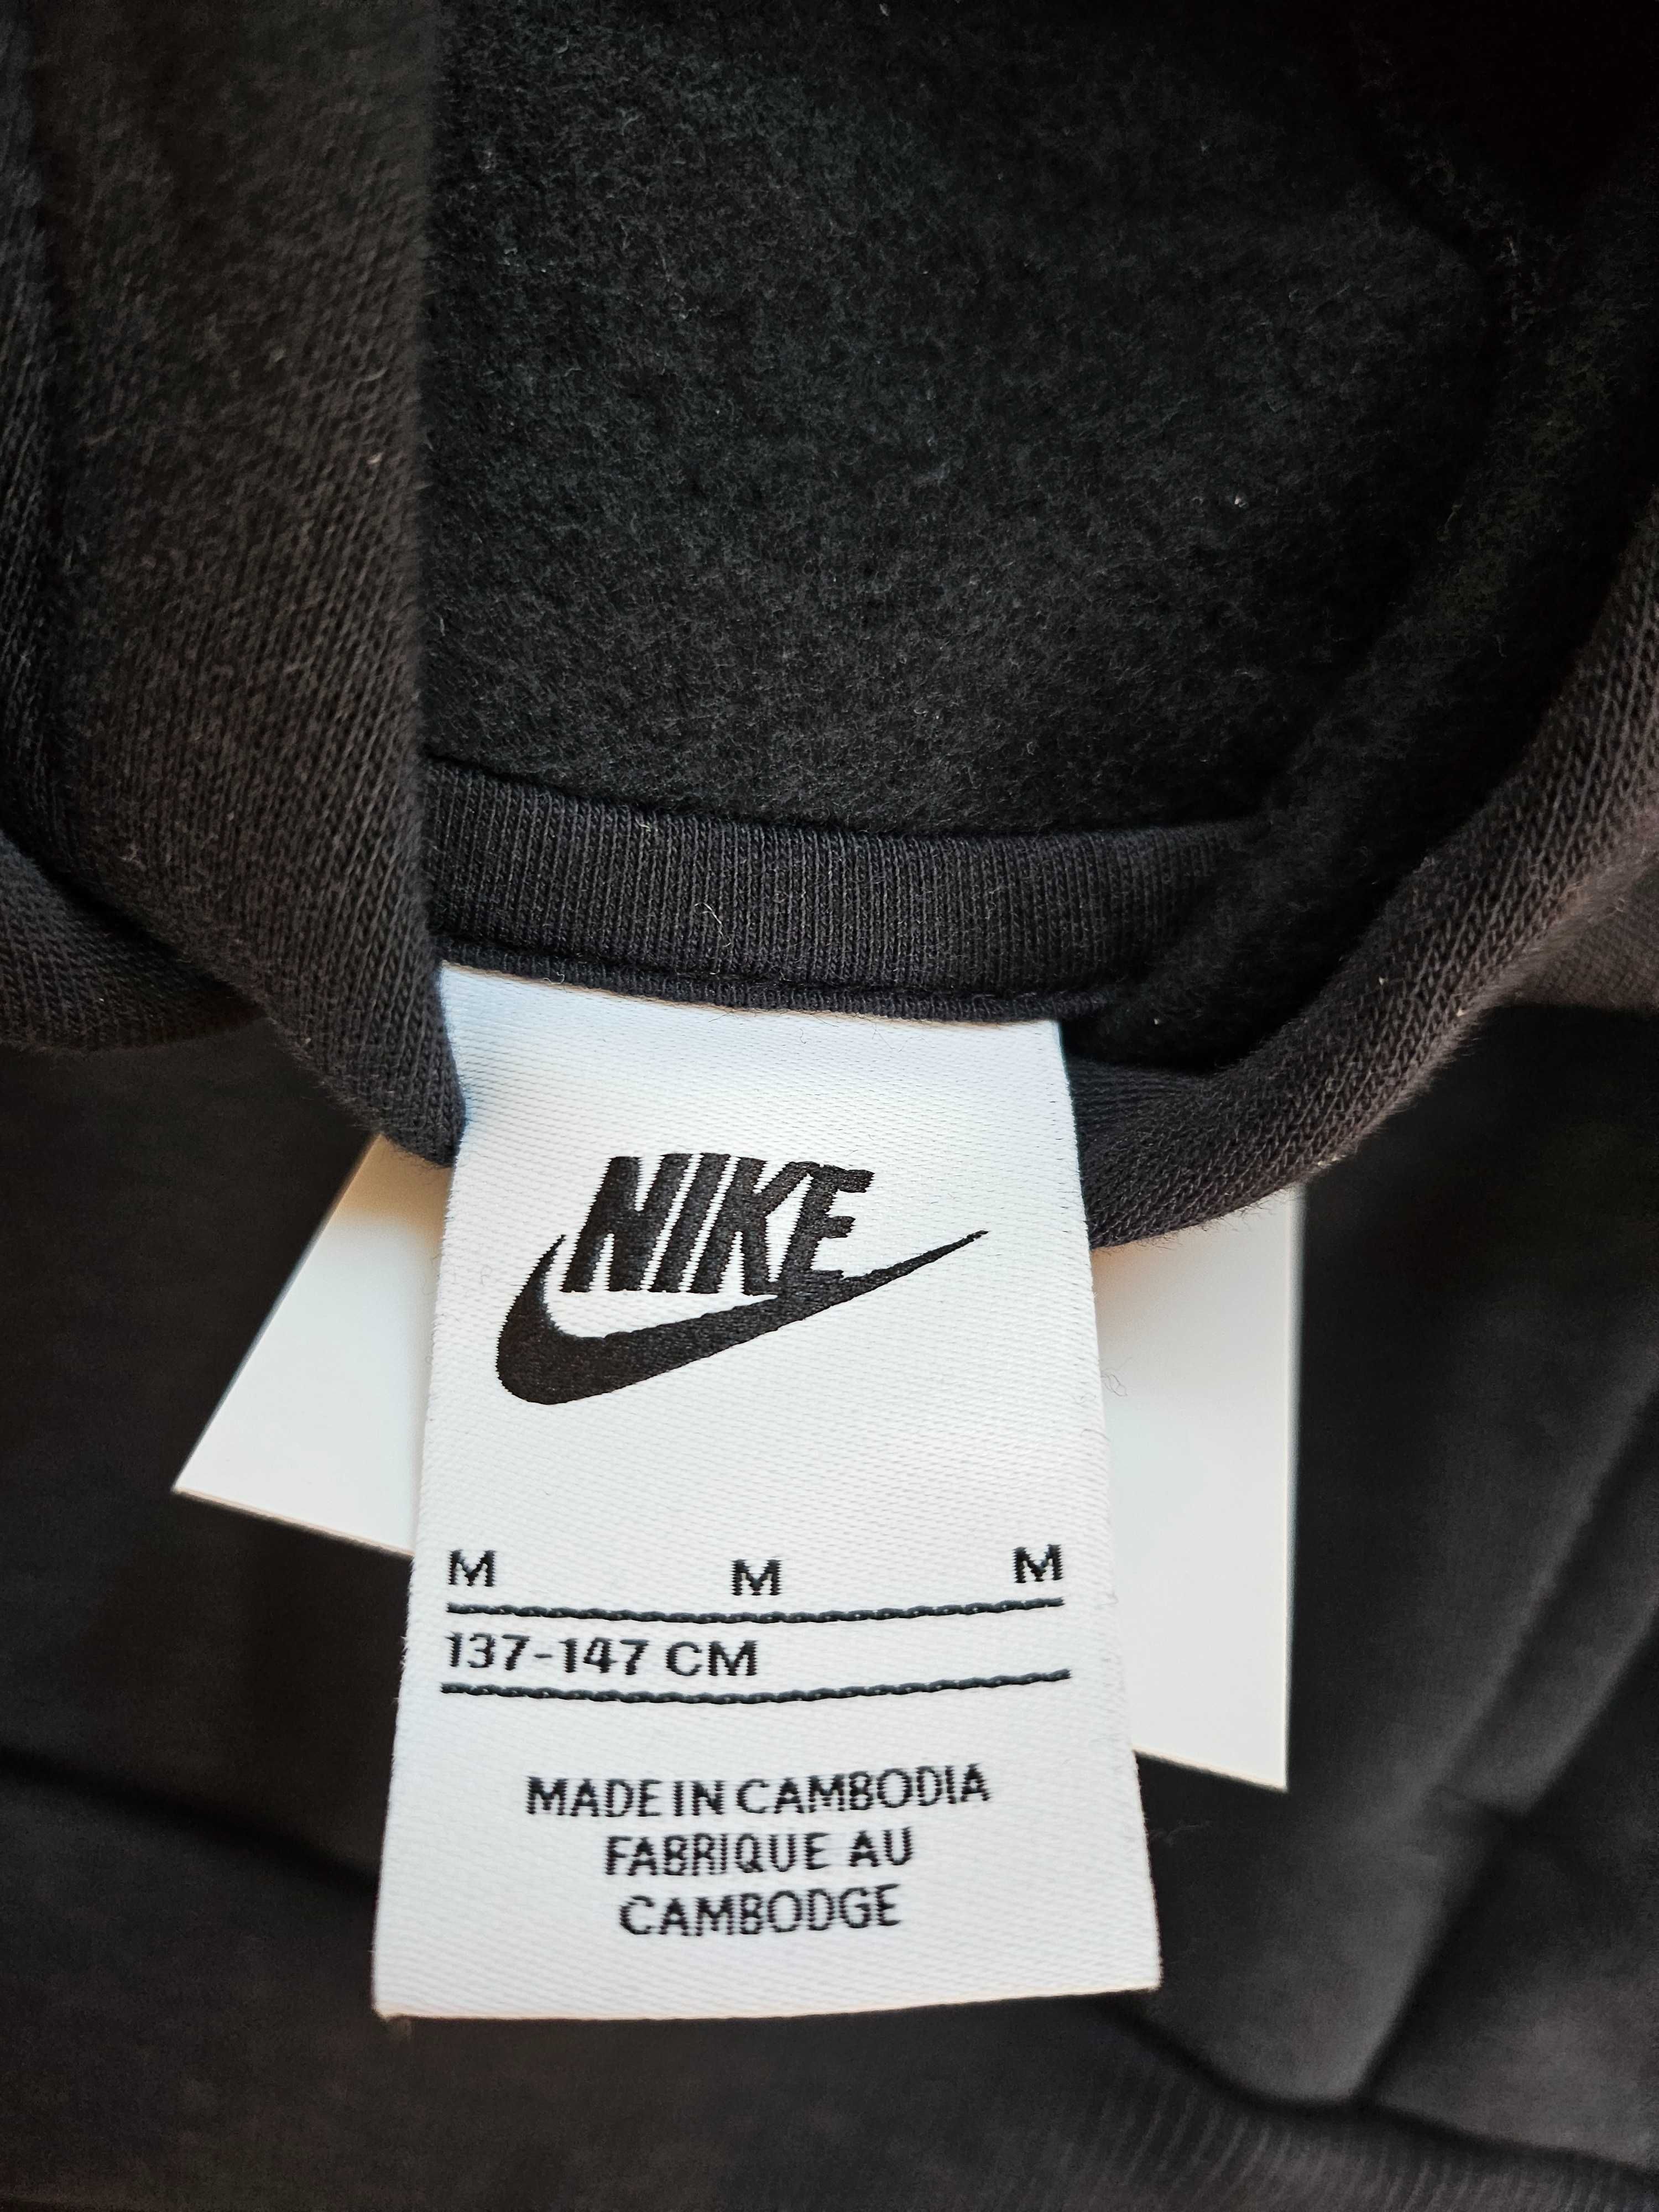 NIKE
M M M
137-147 CM
MADE IN CAMBODIA
FABRIQUE AU
CAMBODGE